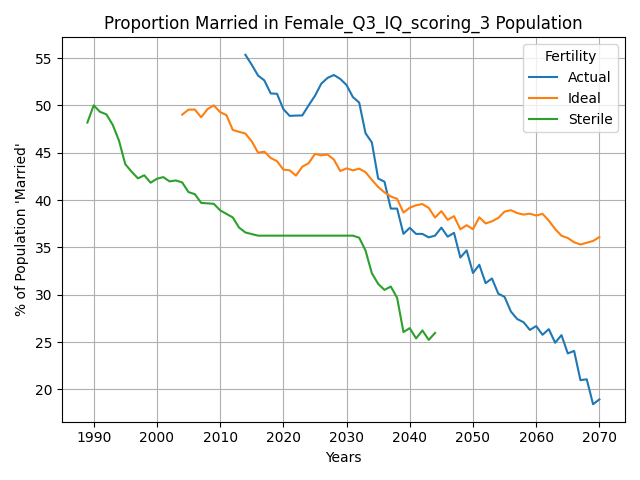 Proportion Married in Female_Q3_IQ_scoring_3 Population
% of Population 'Married'
55
50
45
40
35
30
25
20
Fertility
Actual
Ideal
Sterile
1990 2000 2010 2020 2030 2040 2050 2060 2070
Years